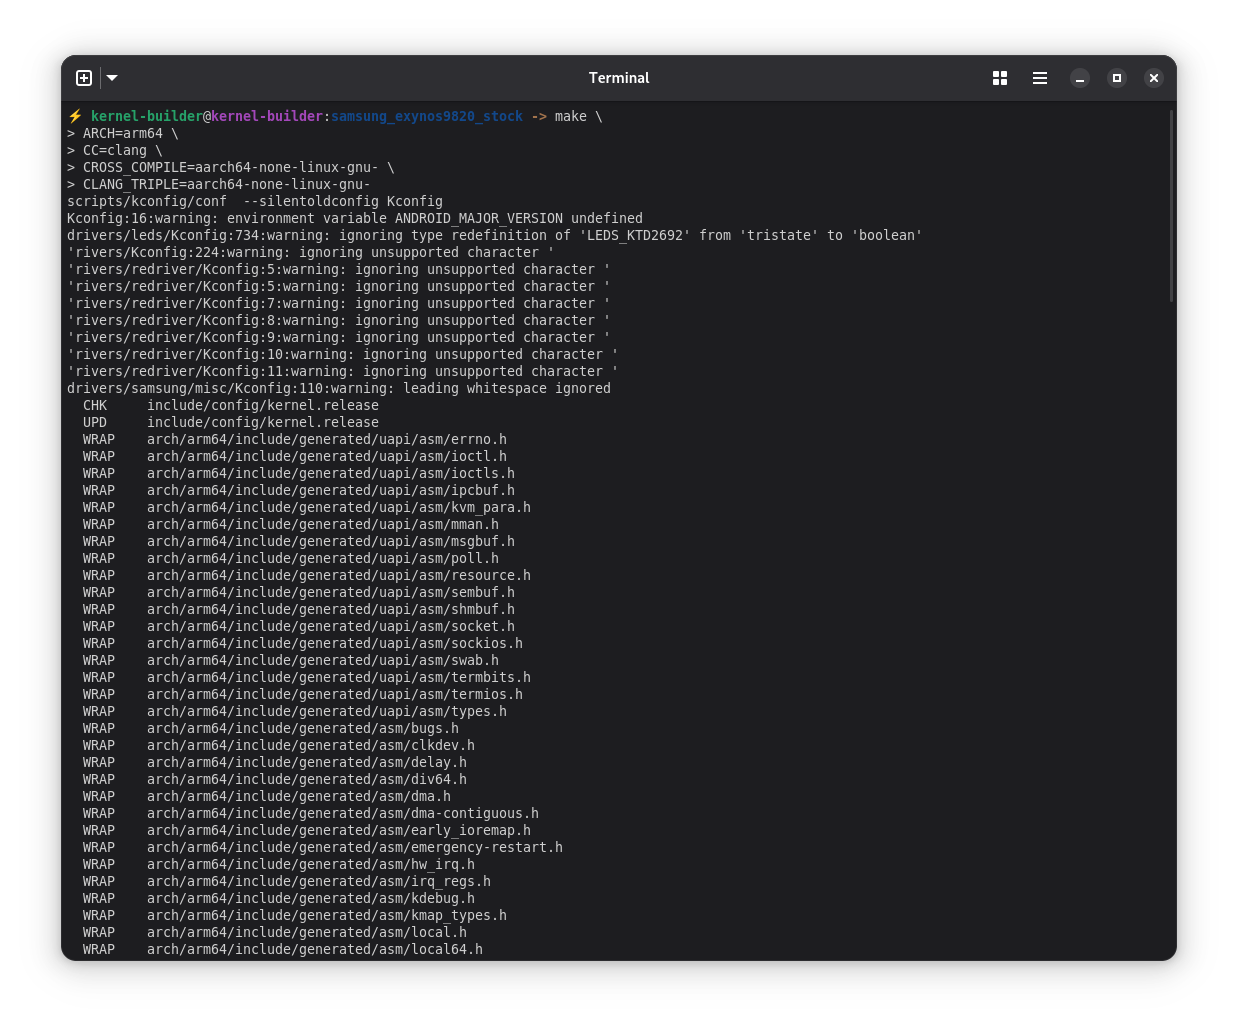 Terminal
⚡ kernel-builder@kernel-builder:samsung_exynos9820_stock -> make \
> ARCH=arm64 \
> CC=clang \
> CROSS_COMPILE=aarch64-none-linux-gnu- \
> CLANG_TRIPLE=aarch64-none-linux-gnu-
scripts/kconfig/conf  --silentoldconfig Kconfig
Kconfig:16:warning: environment variable ANDROID_MAJOR_VERSION undefined
drivers/leds/Kconfig:734:warning: ignoring type redefinition of 'LEDS_KTD2692' from 'tristate' to 'boolean'
'rivers/Kconfig:224:warning: ignoring unsupported character '
'rivers/redriver/Kconfig:5:warning: ignoring unsupported character '
'rivers/redriver/Kconfig:5:warning: ignoring unsupported character '
'rivers/redriver/Kconfig:7:warning: ignoring unsupported character '
'rivers/redriver/Kconfig:8:warning: ignoring unsupported character '
'rivers/redriver/Kconfig:9:warning: ignoring unsupported character '
'rivers/redriver/Kconfig:10:warning: ignoring unsupported character '
'rivers/redriver/Kconfig:11:warning: ignoring unsupported character '
drivers/samsung/misc/Kconfig:110:warning: leading whitespace ignored
  CHK     include/config/kernel.release
  UPD     include/config/kernel.release
  WRAP    arch/arm64/include/generated/uapi/asm/errno.h
  WRAP    arch/arm64/include/generated/uapi/asm/ioctl.h
  WRAP    arch/arm64/include/generated/uapi/asm/ioctls.h
  WRAP    arch/arm64/include/generated/uapi/asm/ipcbuf.h
  WRAP    arch/arm64/include/generated/uapi/asm/kvm_para.h
  WRAP    arch/arm64/include/generated/uapi/asm/mman.h
  WRAP    arch/arm64/include/generated/uapi/asm/msgbuf.h
  WRAP    arch/arm64/include/generated/uapi/asm/poll.h
  WRAP    arch/arm64/include/generated/uapi/asm/resource.h
  WRAP    arch/arm64/include/generated/uapi/asm/sembuf.h
  WRAP    arch/arm64/include/generated/uapi/asm/shmbuf.h
  WRAP    arch/arm64/include/generated/uapi/asm/socket.h
  WRAP    arch/arm64/include/generated/uapi/asm/sockios.h
  WRAP    arch/arm64/include/generated/uapi/asm/swab.h
  WRAP    arch/arm64/include/generated/uapi/asm/termbits.h
  WRAP    arch/arm64/include/generated/uapi/asm/termios.h
  WRAP    arch/arm64/include/generated/uapi/asm/types.h
  WRAP    arch/arm64/include/generated/asm/bugs.h
  WRAP    arch/arm64/include/generated/asm/clkdev.h
  WRAP    arch/arm64/include/generated/asm/delay.h
  WRAP    arch/arm64/include/generated/asm/div64.h
  WRAP    arch/arm64/include/generated/asm/dma.h
  WRAP    arch/arm64/include/generated/asm/dma-contiguous.h
  WRAP    arch/arm64/include/generated/asm/early_ioremap.h
  WRAP    arch/arm64/include/generated/asm/emergency-restart.h
  WRAP    arch/arm64/include/generated/asm/hw_irq.h
  WRAP    arch/arm64/include/generated/asm/irq_regs.h
  WRAP    arch/arm64/include/generated/asm/kdebug.h
  WRAP    arch/arm64/include/generated/asm/kmap_types.h
  WRAP    arch/arm64/include/generated/asm/local.h
  WRAP    arch/arm64/include/generated/asm/local64.h